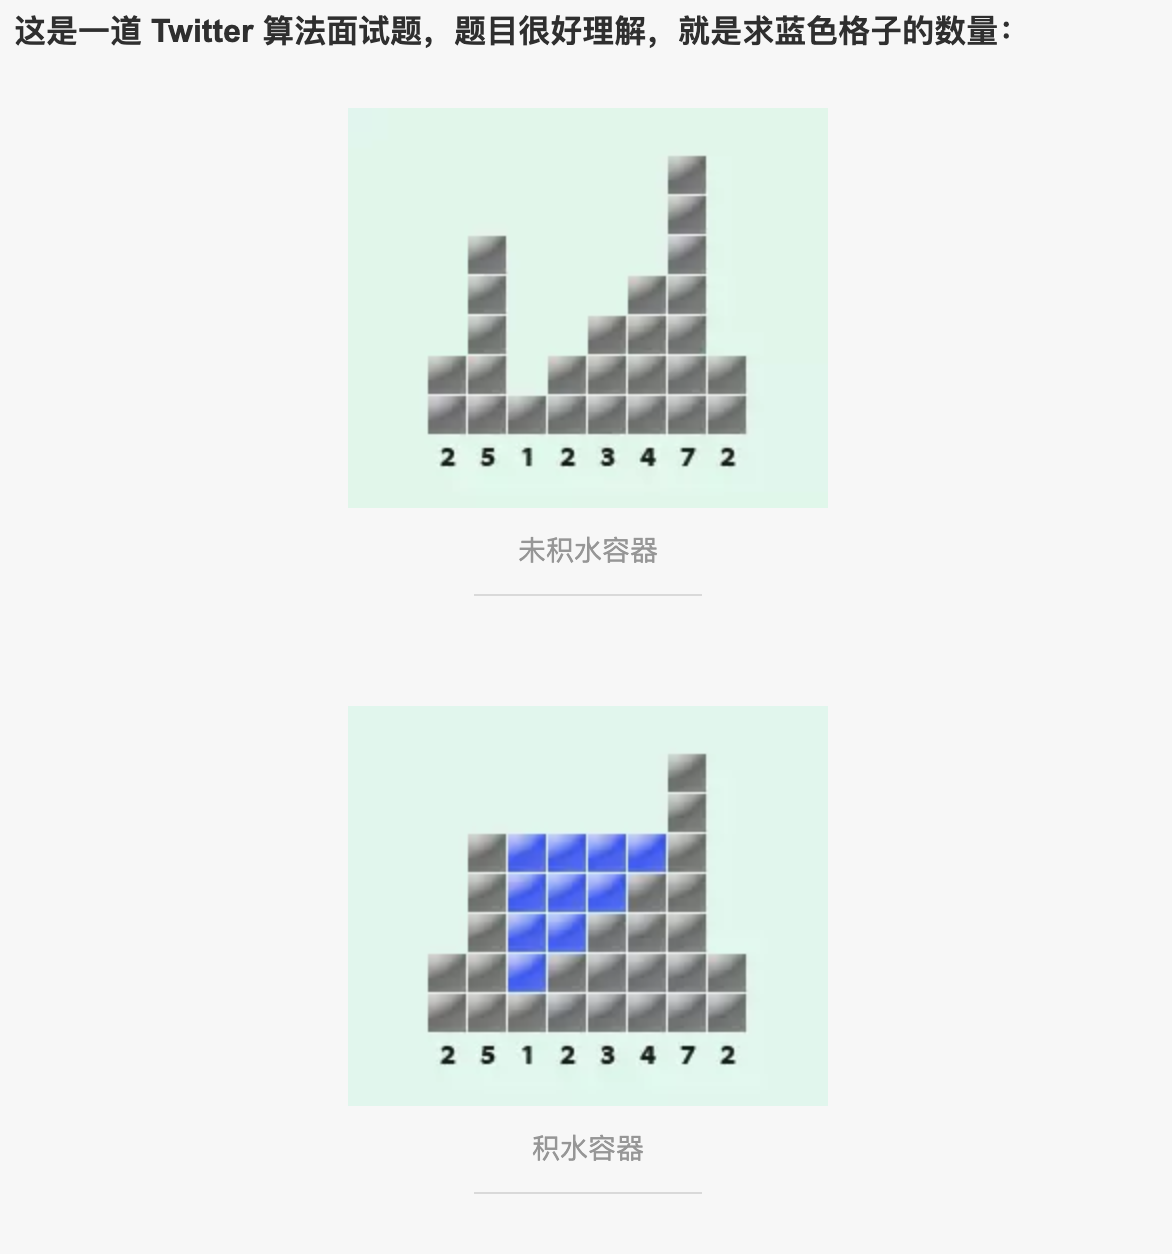 这是一道 Twitter 算法面试题，题目很好理解，就是求蓝色格子的数量：
2 5 1 2 3 4 7 2
未积水容器
2 5 1 2 3 4 7 2
积水容器